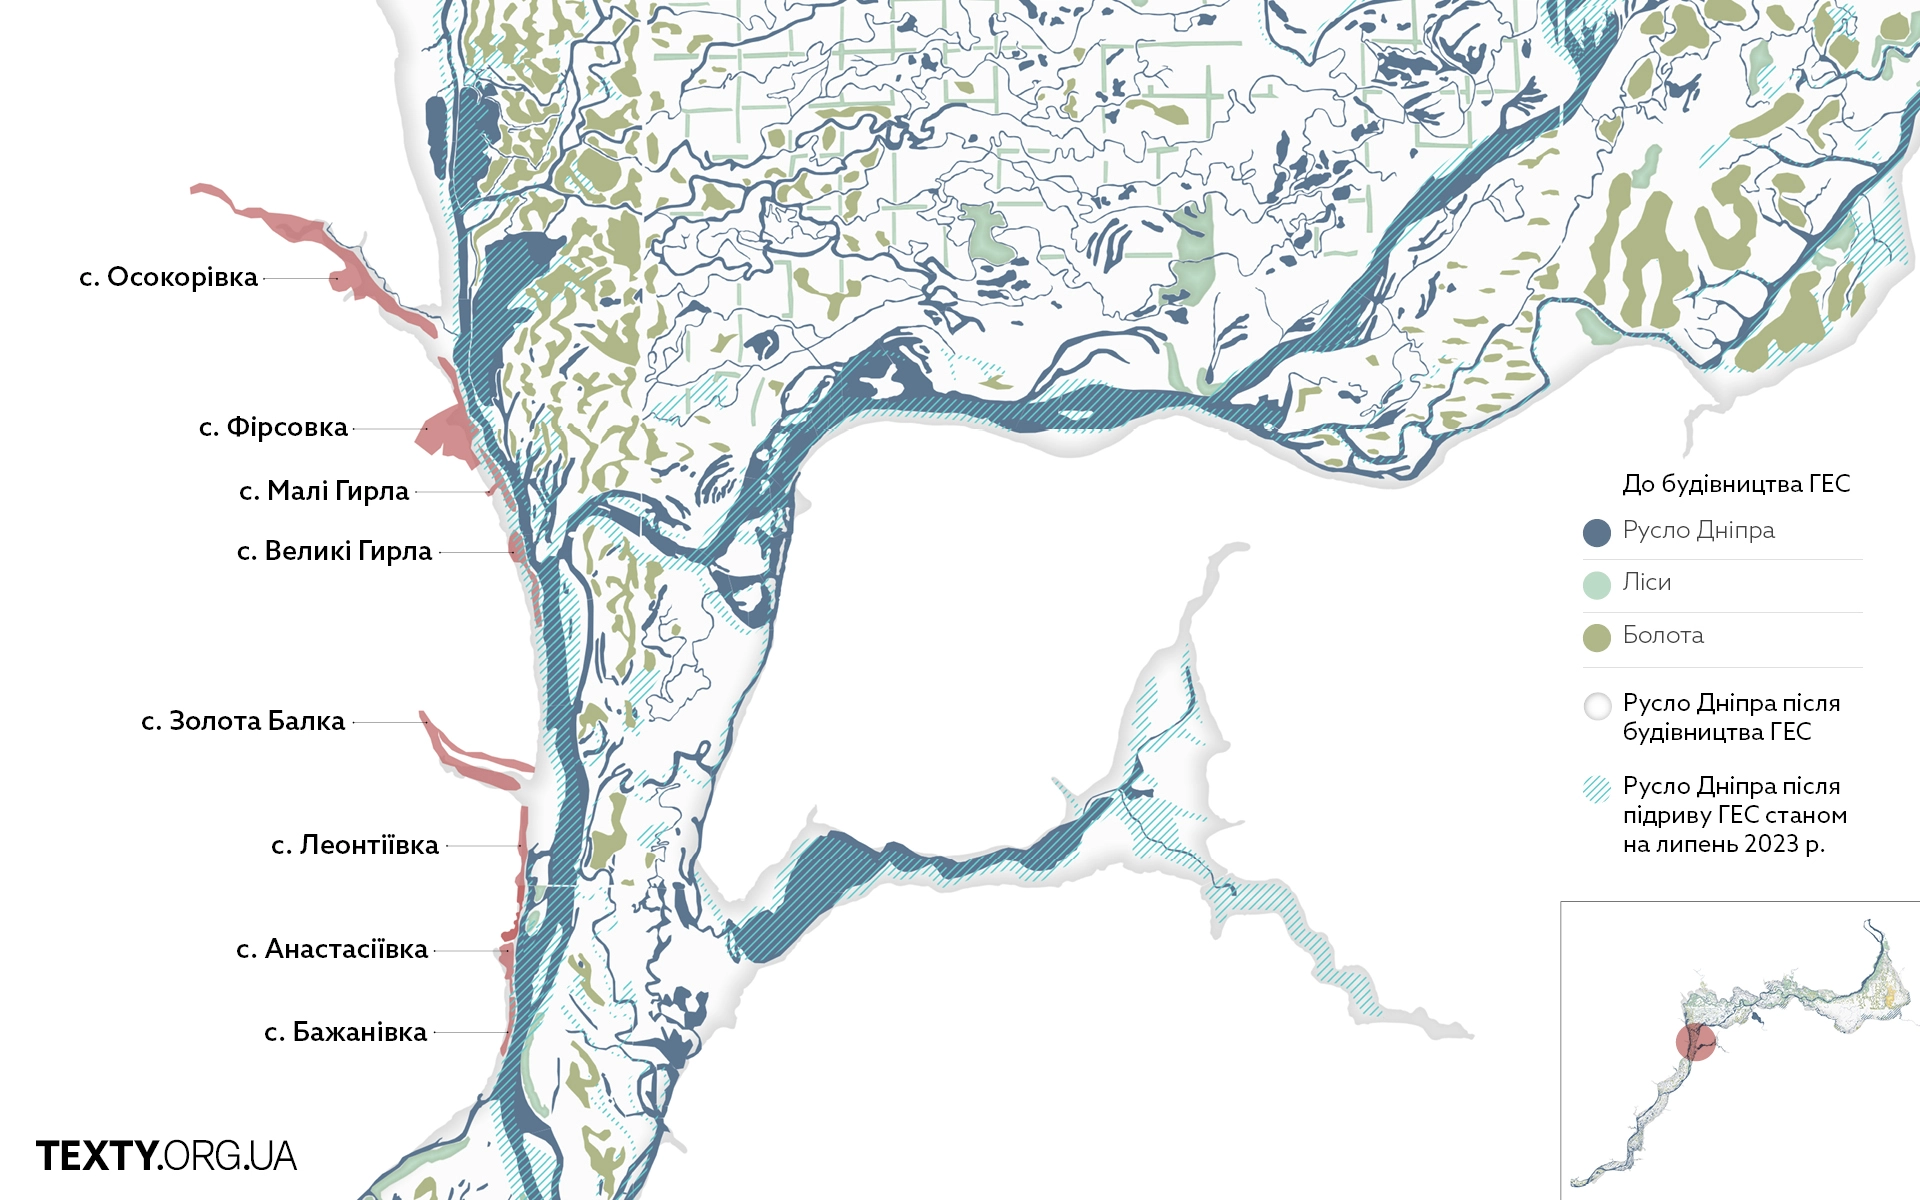 с. Осокорівка
с. Фірсовка
с. Малі Гирла
с. Великі Гирла
с. Золота Балка
с. Леонтіївка
с. Анастасіївка
с. Бажанівка
До будівництва ГЕС
Русло Дніпра
Ліси
Болота
Русло Дніпра після
будівництва ГЕС
Русло Дніпра після
підриву ГЕС станом
на липень 2023 р.
TEXTY.ORG.UA